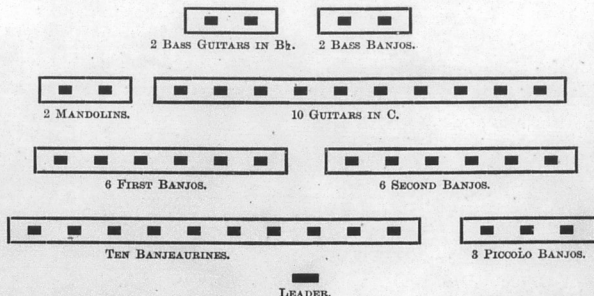 2 BASS GUITARS IN B♭. 2 BASS BANJOS.
2 MANDOLINS. 10 GUITARS IN C.
6 FIRST BANJOS. 6 SECOND BANJOS.
TEN BANJEAURINES. 3 PICCOLO BANJOS.
LEADER.